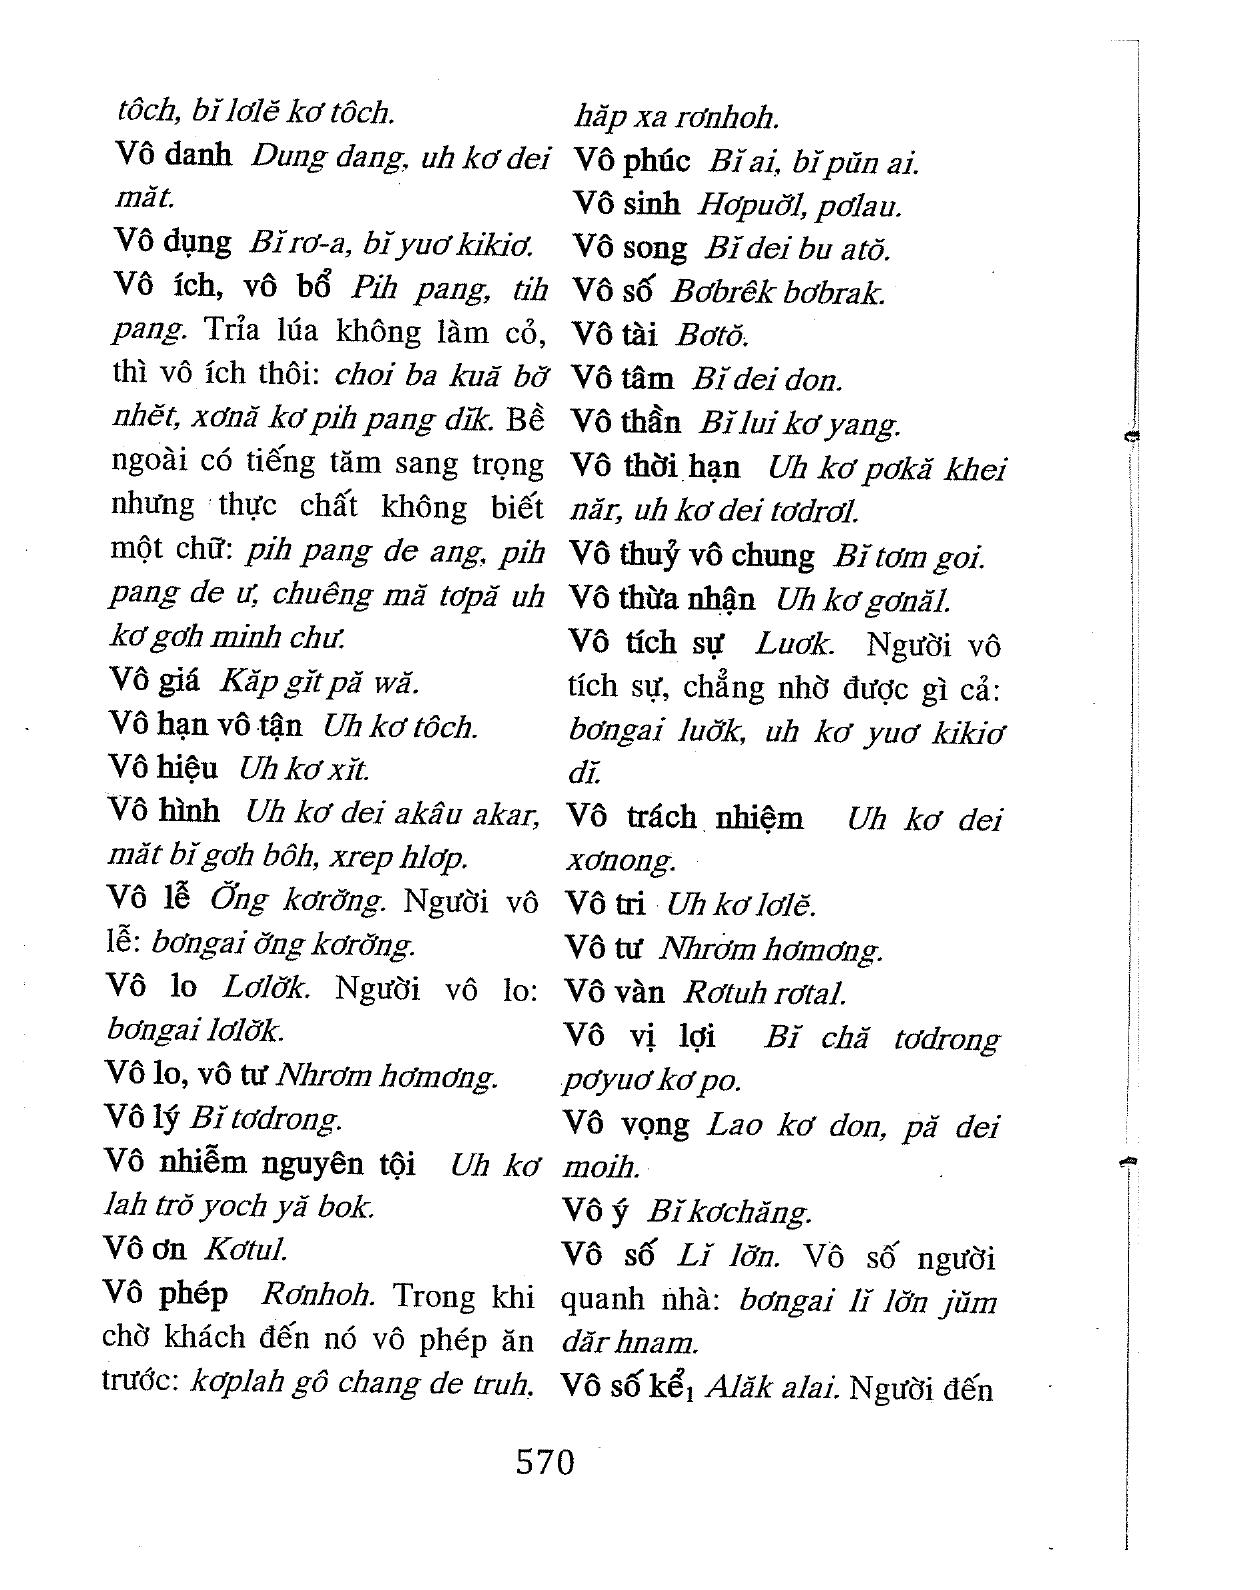 tôch, bĭ lơlĕ kơ tôch.
Vô danh Dung dang, uh kơ dei
măt.
Vô dụng Bĭ rơ-a, bĭ yuơ kikiơ.
Vô ích, vô bổ Pih pang, tih
pang. Trỉa lúa không làm cỏ,
thì vô ích thôi: choi ba kuă bơ̆
nhĕt, xơnă kơ pih pang dĭk. Bề
ngoài có tiếng tăm sang trọng
nhưng thực chất không biết
một chữ: pih pang de ang, pih
pang de ư, chuêng mă tơpă uh
kơ gơh minh chư.
Vô giá Kăp gĭt pă wă.
Vô hạn vô tận Uh kơ tôch.
Vô hiệu Uh kơ xĭt.
Vô hình Uh kơ dei akâu akar,
măt bĭ gơh bôh, xrep hlơp.
Vô lễ Ơ̆ng kơrơ̆ng. Người vô
lễ: bơngai ơ̆ng kơrơ̆ng.
Vô lo Lơlơ̆k. Người vô lo:
bơngai lơlơ̆k.
Vô lo, vô tư Nhrơm hơmơng.
Vô lý Bĭ tơdrong.
Vô nhiễm nguyên tội Uh kơ
lah trŏ yoch yă bok.
Vô ơn Kơtul.
Vô phép Rơnhoh. Trong khi
chờ khách đến nó vô phép ăn
trước: kơplah gô chang de truh,
hăp xa rơnhoh.
Vô phúc Bĭ ai, bĭ pŭn ai.
Vô sinh Hơpuơ̆l, pơlau.
Vô song Bĭ dei bu atŏ.
Vô số Bơbrêk bơbrak.
Vô tài Bơtŏ.
Vô tâm Bĭ dei don.
Vô thần Bĭ lui kơ yang.
Vô thời hạn Uh kơ pơkă khei
năr, uh kơ dei tơdrơl.
Vô thuỷ vô chung Bĭ tơm goi.
Vô thừa nhận Uh kơ gơnăl.
Vô tích sự Luơk. Người vô
tích sự, chẳng nhờ được gì cả:
bơngai luơ̆k, uh kơ yuơ kikiơ
dĭ.
Vô trách nhiệm Uh kơ dei
xơnong.
Vô tri Uh kơ lơlĕ.
Vô tư Nhrơm hơmơng.
Vô vàn Rơtuh rơtal.
Vô vị lợi Bĭ chă tơdrong
pơyuơ kơ po.
Vô vọng Lao kơ don, pă dei
moih.
Vô ý Bĭ kơchăng.
Vô số Lĭ lơ̆n. Vô số người
quanh nhà: bơngai lĭ lơ̆n jŭm
dăr hnam.
Vô số kể₁ Alăk alai. Người đến
570